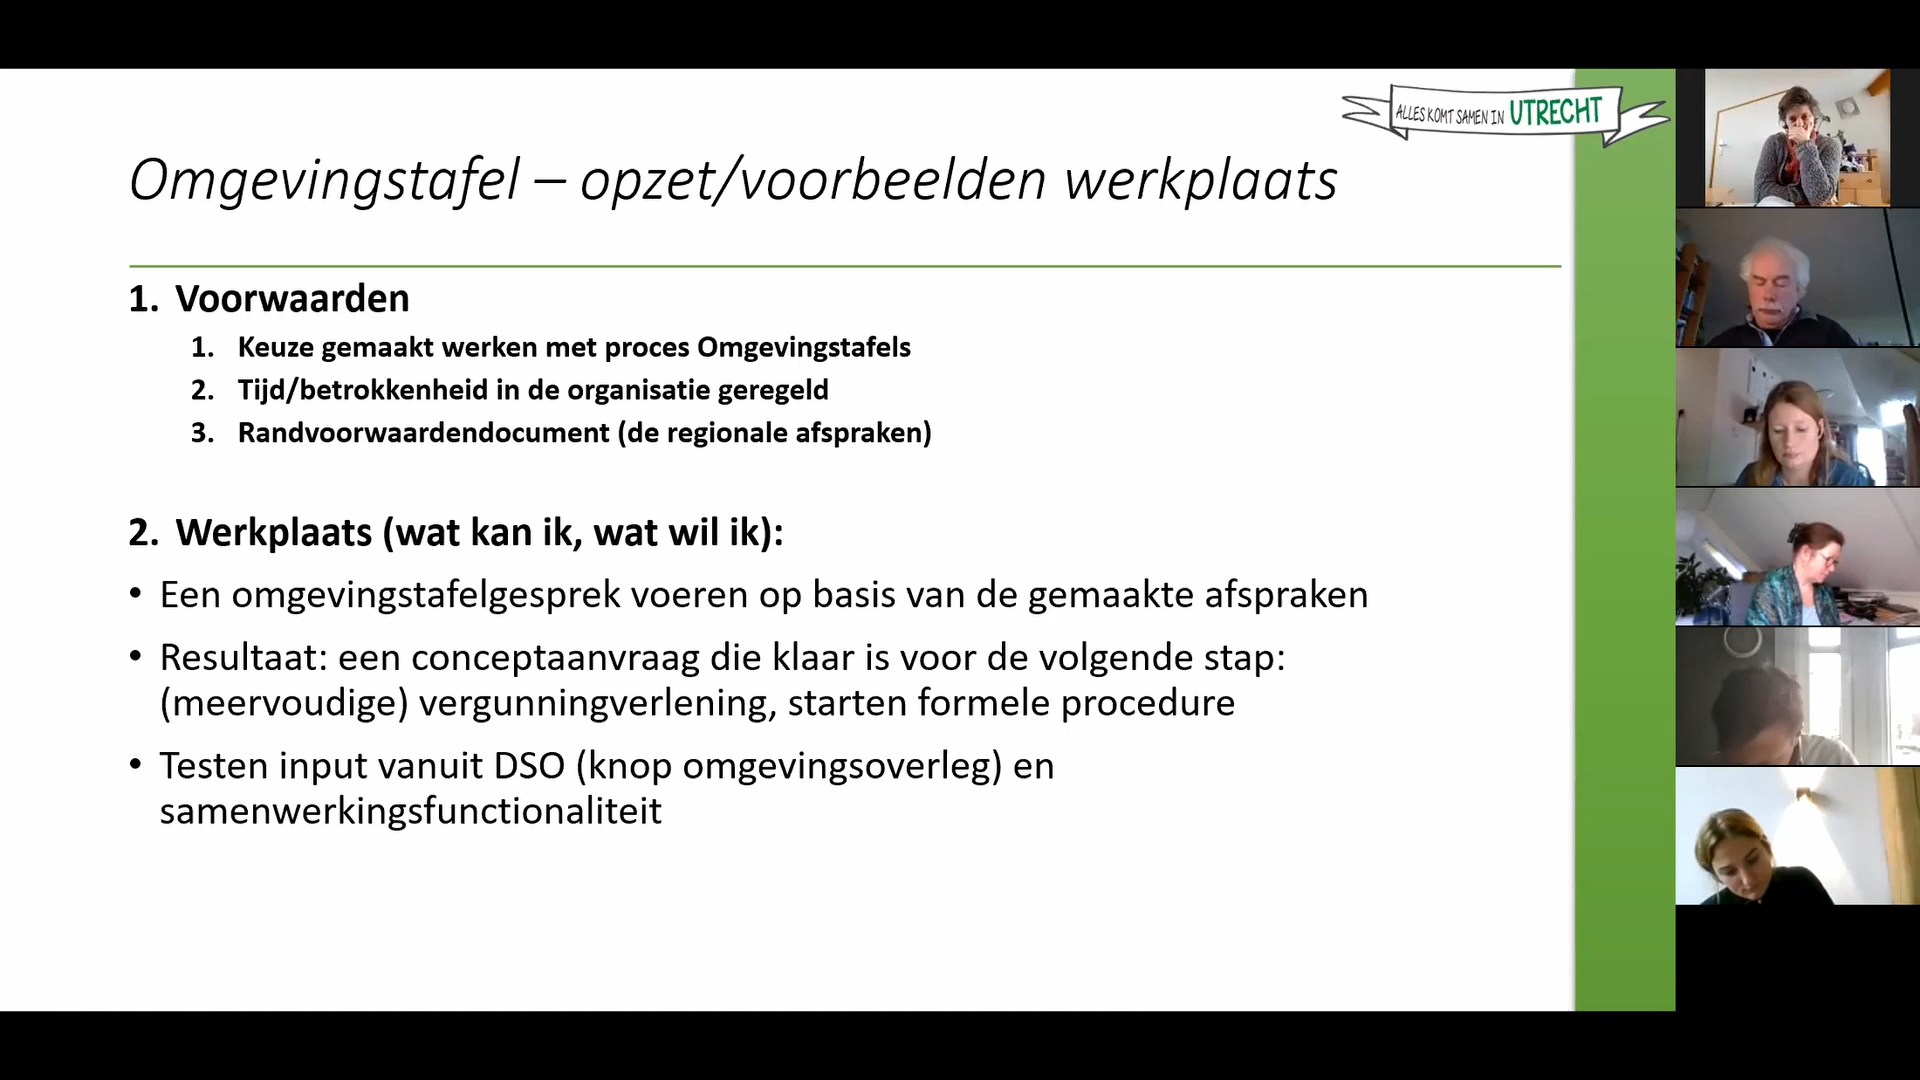 ALLES KOMT SAMEN IN UTRECHT
Omgevingstafel – opzet/voorbeelden werkplaats
1. Voorwaarden
1. Keuze gemaakt werken met proces Omgevingstafels
2. Tijd/betrokkenheid in de organisatie geregeld
3. Randvoorwaardendocument (de regionale afspraken)
2. Werkplaats (wat kan ik, wat wil ik):
• Een omgevingstafelgesprek voeren op basis van de gemaakte afspraken
• Resultaat: een conceptaanvraag die klaar is voor de volgende stap:
(meervoudige) vergunningverlening, starten formele procedure
• Testen input vanuit DSO (knop omgevingsoverleg) en
samenwerkingsfunctionaliteit